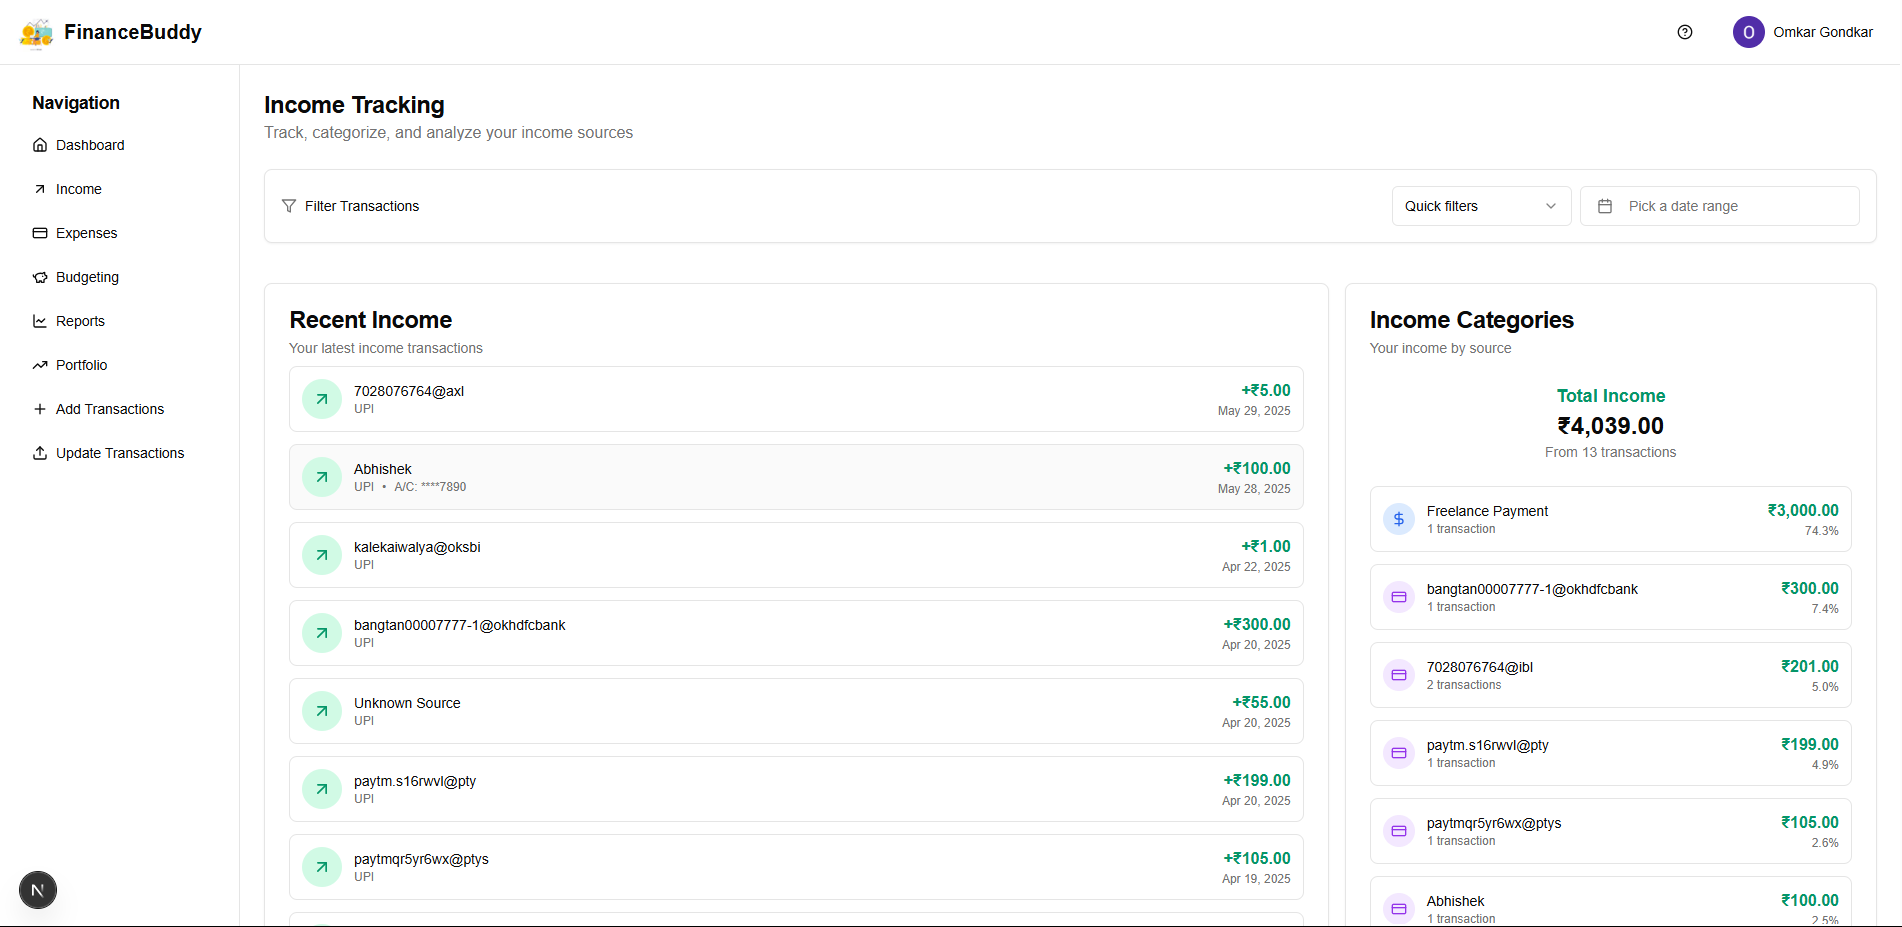 FinanceBuddy
O
Omkar Gondkar
Navigation
Dashboard
Income
Expenses
Budgeting
Reports
Portfolio
Add Transactions
Update Transactions
N
Income Tracking
Track, categorize, and analyze your income sources
Filter Transactions
Quick filters
Pick a date range
Recent Income
Your latest income transactions
7028076764@axl
+₹5.00
UPI
May 29, 2025
Abhishek
+₹100.00
UPI • A/C: ****7890
May 28, 2025
kalekaiwalya@oksbi
+₹1.00
UPI
Apr 22, 2025
bangtan00007777-1@okhdfcbank
+₹300.00
UPI
Apr 20, 2025
Unknown Source
+₹55.00
UPI
Apr 20, 2025
paytm.s16rwvl@pty
+₹199.00
UPI
Apr 20, 2025
paytmqr5yr6wx@ptys
+₹105.00
UPI
Apr 19, 2025
Income Categories
Your income by source
Total Income
₹4,039.00
From 13 transactions
Freelance Payment
₹3,000.00
1 transaction
74.3%
bangtan00007777-1@okhdfcbank
₹300.00
1 transaction
7.4%
7028076764@ibl
₹201.00
2 transactions
5.0%
paytm.s16rwvl@pty
₹199.00
1 transaction
4.9%
paytmqr5yr6wx@ptys
₹105.00
1 transaction
2.6%
Abhishek
₹100.00
1 transaction
2.5%